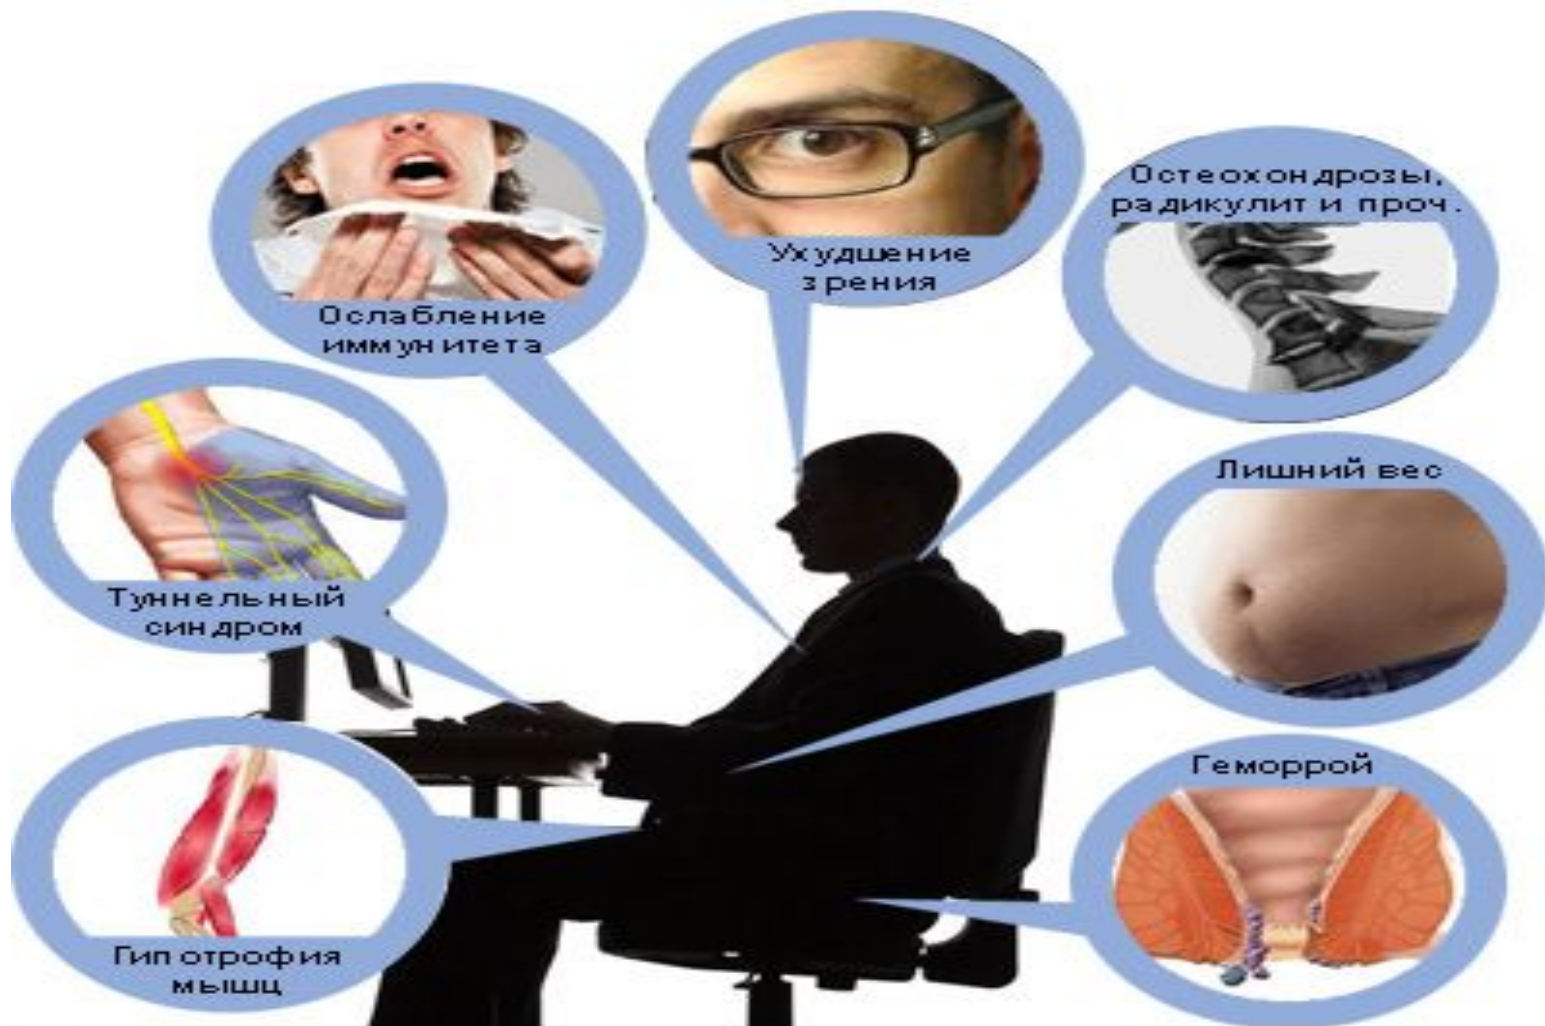 Ухудшение
зрения
Остеохондрозы,
радикулит и проч.
Ослабление
иммунитета
Лишний вес
Туннельный
синдром
Геморрой
Гипотрофия
мышц